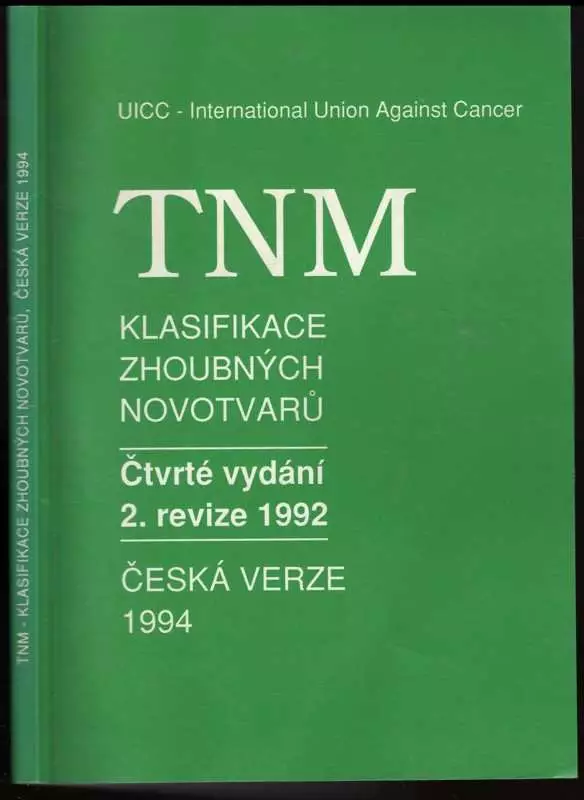 UICC - International Union Against Cancer
TNM
KLASIFIKACE
ZHOUBNÝCH
NOVOTVARŮ
Čtvrté vydání
2. revize 1992
ČESKÁ VERZE
1994
TNM - KLASIFIKACE ZHOUBNÝCH NOVOTVARŮ, ČESKÁ VERZE 1994